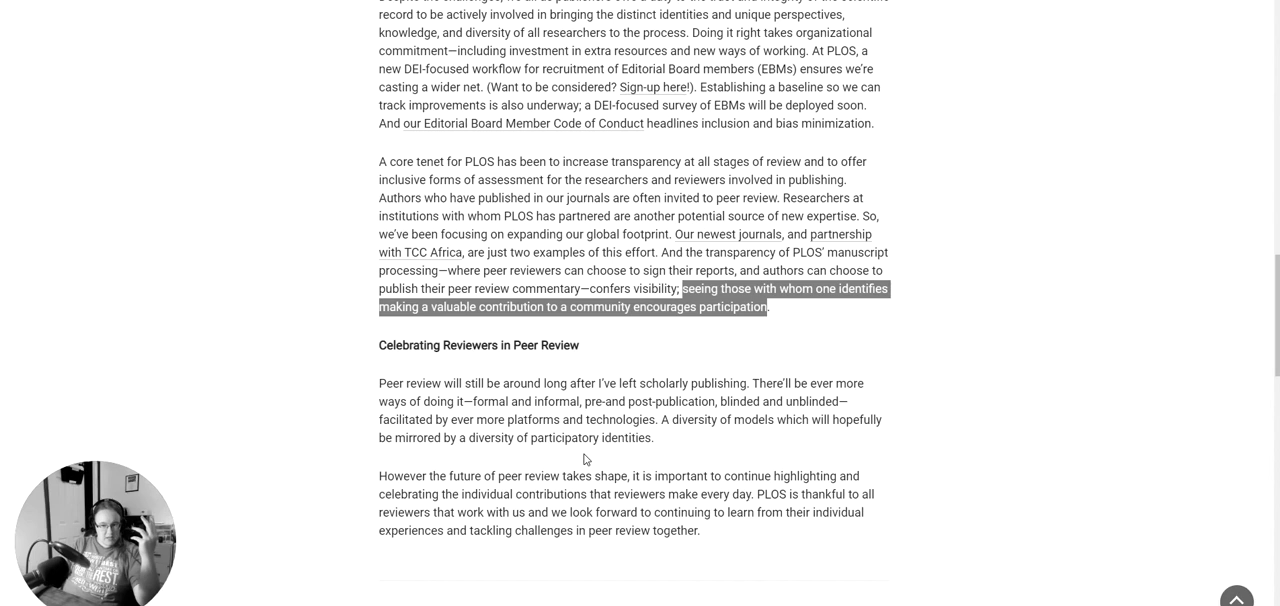 record to be actively involved in bringing the distinct identities and unique perspectives,
knowledge, and diversity of all researchers to the process. Doing it right takes organizational
commitment—including investment in extra resources and new ways of working. At PLOS, a
new DEI-focused workflow for recruitment of Editorial Board members (EBMs) ensures we’re
casting a wider net. (Want to be considered? Sign-up here!). Establishing a baseline so we can
track improvements is also underway; a DEI-focused survey of EBMs will be deployed soon.
And our Editorial Board Member Code of Conduct headlines inclusion and bias minimization.
A core tenet for PLOS has been to increase transparency at all stages of review and to offer
inclusive forms of assessment for the researchers and reviewers involved in publishing.
Authors who have published in our journals are often invited to peer review. Researchers at
institutions with whom PLOS has partnered are another potential source of new expertise. So,
we’ve been focusing on expanding our global footprint. Our newest journals, and partnership
with TCC Africa, are just two examples of this effort. And the transparency of PLOS’ manuscript
processing—where peer reviewers can choose to sign their reports, and authors can choose to
publish their peer review commentary—confers visibility; seeing those with whom one identifies
making a valuable contribution to a community encourages participation.
Celebrating Reviewers in Peer Review
Peer review will still be around long after I’ve left scholarly publishing. There’ll be ever more
ways of doing it—formal and informal, pre-and post-publication, blinded and unblinded—
facilitated by ever more platforms and technologies. A diversity of models which will hopefully
be mirrored by a diversity of participatory identities.
However the future of peer review takes shape, it is important to continue highlighting and
celebrating the individual contributions that reviewers make every day. PLOS is thankful to all
reviewers that work with us and we look forward to continuing to learn from their individual
experiences and tackling challenges in peer review together.